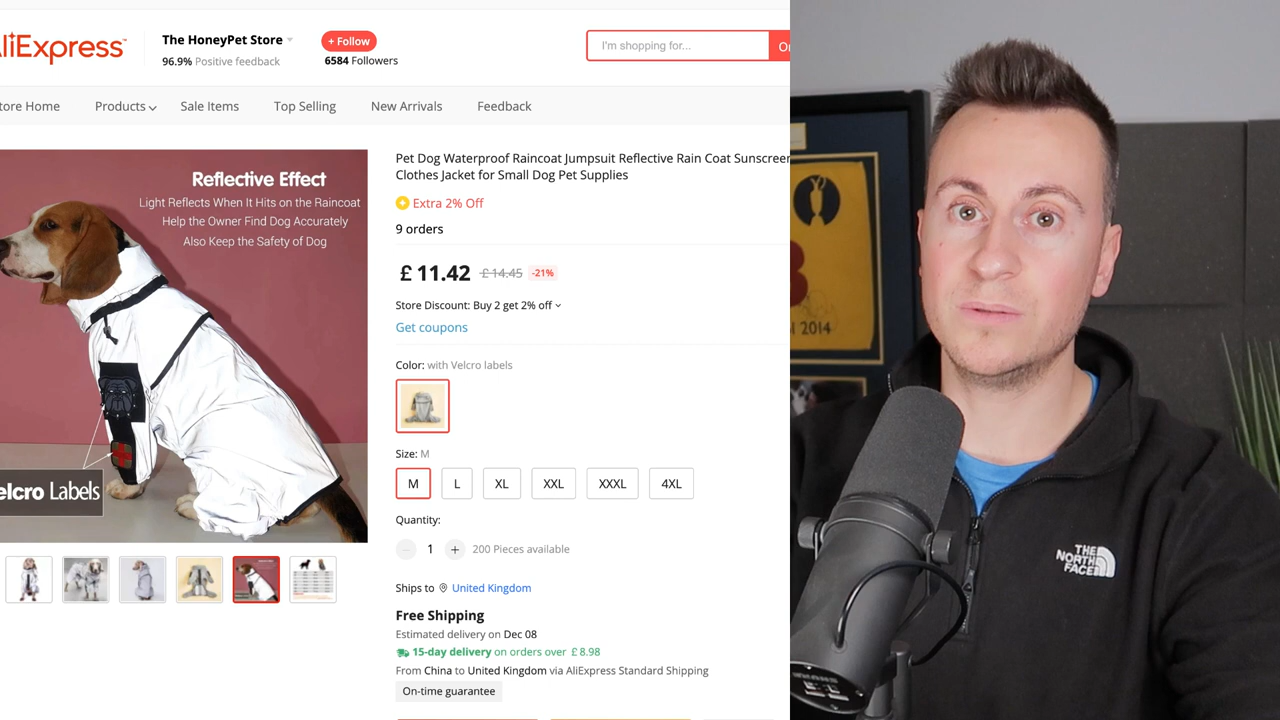 liExpress™
The HoneyPet Store
+ Follow
96.9% Positive feedback
6584 Followers
I'm shopping for...
tore Home
Products
Sale Items
Top Selling
New Arrivals
Feedback
Reflective Effect
Light Reflects When It Hits on the Raincoat
Help the Owner Find Dog Accurately
Also Keep the Safety of Dog
elcro Labels
Pet Dog Waterproof Raincoat Jumpsuit Reflective Rain Coat Sunscreen
Clothes Jacket for Small Dog Pet Supplies
Extra 2% Off
9 orders
£ 11.42 £ 14.45 -21%
Store Discount: Buy 2 get 2% off
Get coupons
Color: with Velcro labels
Size: M
M L XL XXL XXXL 4XL
Quantity:
1 200 Pieces available
Ships to United Kingdom
Free Shipping
Estimated delivery on Dec 08
15-day delivery on orders over £ 8.98
From China to United Kingdom via AliExpress Standard Shipping
On-time guarantee
2014
THE
NORTH
FACE